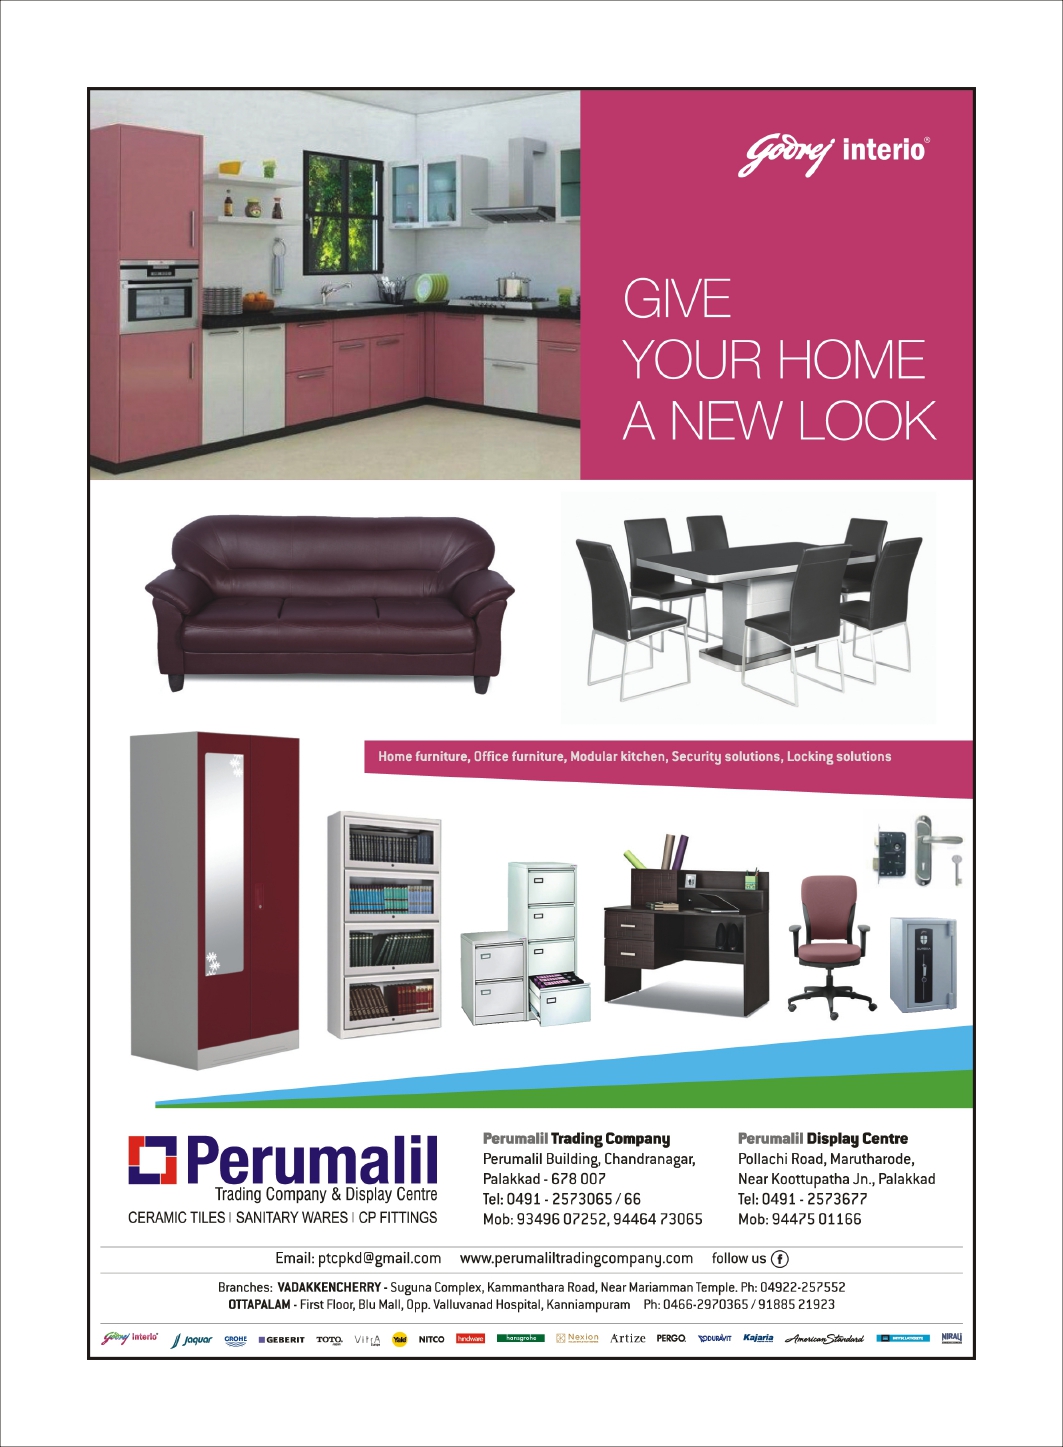 Godrej interio®
GIVE
YOUR HOME
A NEW LOOK
Home furniture, Office furniture, Modular kitchen, Security solutions, Locking solutions
Perumalil
Trading Company & Display Centre
CERAMIC TILES | SANITARY WARES | CP FITTINGS
Perumalil Trading Company
Perumalil Building, Chandranagar,
Palakkad - 678 007
Tel: 0491 - 2573065 / 66
Mob: 93496 07252, 94464 73065
Perumalil Display Centre
Pollachi Road, Marutharode,
Near Koottupatha Jn., Palakkad
Tel: 0491 - 2573677
Mob: 94475 01166
Email: ptcpkd@gmail.com www.perumaliltradingcompany.com follow us f
Branches: VADAKKENCHERRY - Suguna Complex, Kammanthara Road, Near Mariamman Temple. Ph: 04922-257552
OTTAPALAM - First Floor, Blu Mall, Opp. Valluvanad Hospital, Kanniampuram Ph: 0466-2970365 / 91885 21923
Godrej interio Jaquar GROHE GEBERIT TOTO VitrA Yale NITCO hindware hansgrohe Nexion Artize PERGO DURAVIT Kajaria American Standard NIRALI